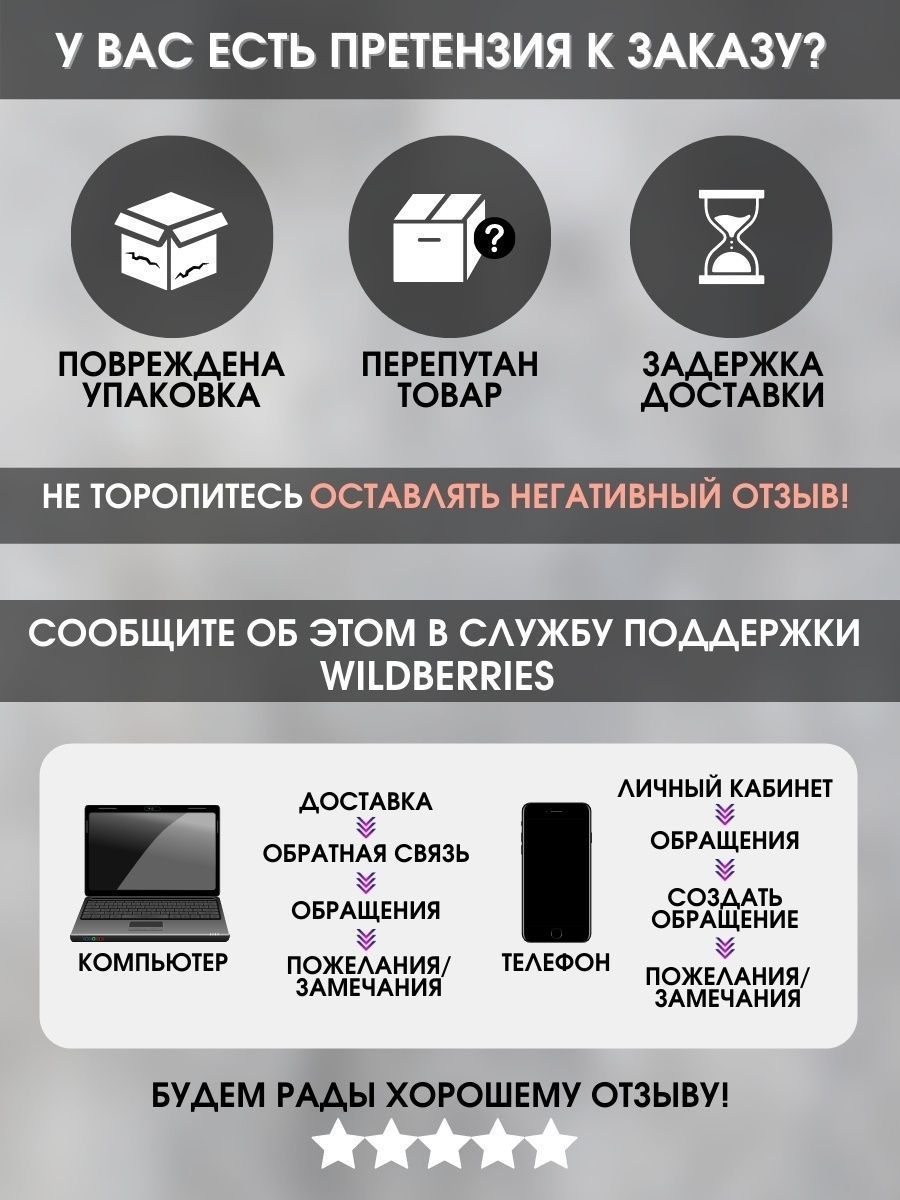 У ВАС ЕСТЬ ПРЕТЕНЗИЯ К ЗАКАЗУ?
?
ПОВРЕЖДЕНА
УПАКОВКА
ПЕРЕПУТАН
ТОВАР
ЗАДЕРЖКА
ДОСТАВКИ
НЕ ТОРОПИТЕСЬ ОСТАВЛЯТЬ НЕГАТИВНЫЙ ОТЗЫВ!
СООБЩИТЕ ОБ ЭТОМ В СЛУЖБУ ПОДДЕРЖКИ
WILDBERRIES
ДОСТАВКА
ОБРАТНАЯ СВЯЗЬ
ОБРАЩЕНИЯ
ПОЖЕЛАНИЯ/
ЗАМЕЧАНИЯ
КОМПЬЮТЕР
ЛИЧНЫЙ КАБИНЕТ
ОБРАЩЕНИЯ
СОЗДАТЬ
ОБРАЩЕНИЕ
ПОЖЕЛАНИЯ/
ЗАМЕЧАНИЯ
ТЕЛЕФОН
БУДЕМ РАДЫ ХОРОШЕМУ ОТЗЫВУ!